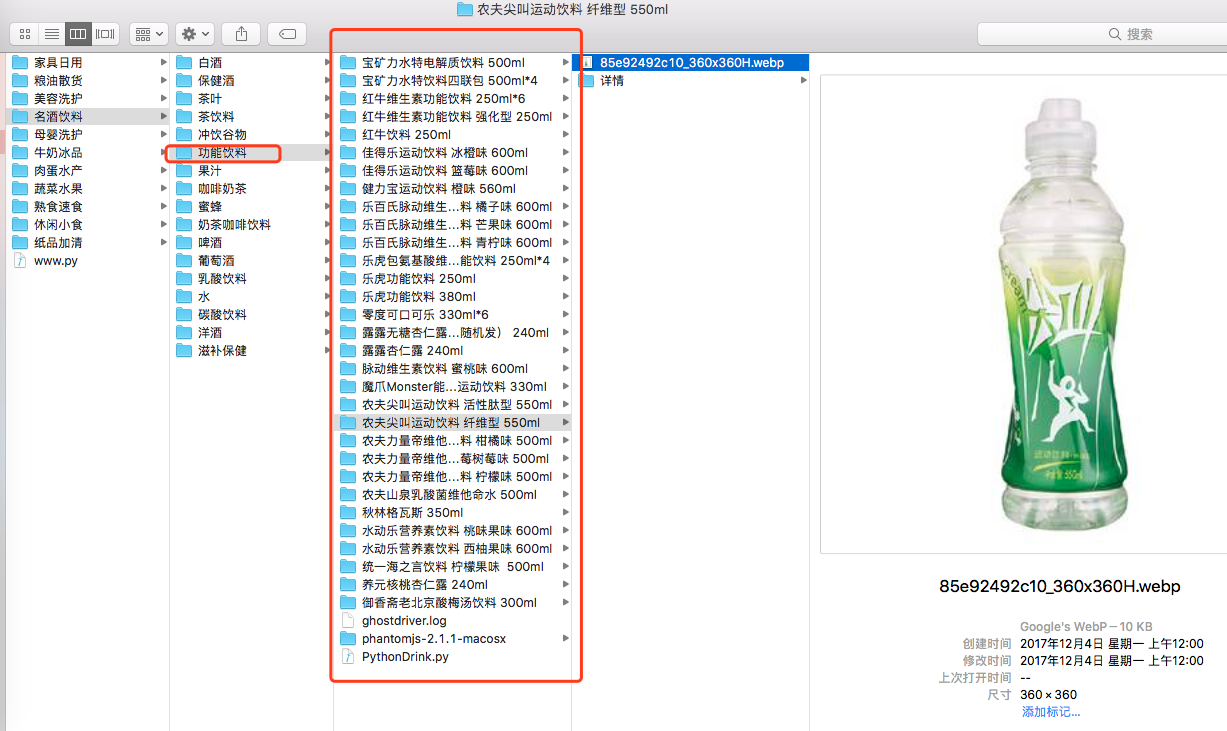 农夫尖叫运动饮料 纤维型 550ml
搜索
家具日用
粮油散货
美容洗护
名酒饮料
母婴洗护
牛奶冰品
肉蛋水产
蔬菜水果
熟食速食
休闲小食
纸品加清
www.py
白酒
保健酒
茶叶
茶饮料
冲饮谷物
功能饮料
果汁
咖啡奶茶
蜜蜂
奶茶咖啡饮料
啤酒
葡萄酒
乳酸饮料
水
碳酸饮料
洋酒
滋补保健
宝矿力水特电解质饮料 500ml
宝矿力水特饮料四联包 500ml*4
红牛维生素功能饮料 250ml*6
红牛维生素功能饮料 强化型 250ml
红牛饮料 250ml
佳得乐运动饮料 冰橙味 600ml
佳得乐运动饮料 蓝莓味 600ml
健力宝运动饮料 橙味 560ml
乐百氏脉动维生...料 橘子味 600ml
乐百氏脉动维生...料 芒果味 600ml
乐百氏脉动维生...料 青柠味 600ml
乐虎包氨基酸维...能饮料 250ml*4
乐虎功能饮料 250ml
乐虎功能饮料 380ml
零度可口可乐 330ml*6
露露无糖杏仁露...随机发） 240ml
露露杏仁露 240ml
脉动维生素饮料 蜜桃味 600ml
魔爪Monster能...运动饮料 330ml
农夫尖叫运动饮料 活性肽型 550ml
农夫尖叫运动饮料 纤维型 550ml
农夫力量帝维他...料 柑橘味 500ml
农夫力量帝维他...莓树莓味 500ml
农夫力量帝维他...料 柠檬味 500ml
农夫山泉乳酸菌维他命水 500ml
秋林格瓦斯 350ml
水动乐营养素饮料 桃味果味 600ml
水动乐营养素饮料 西柚果味 600ml
统一海之言饮料 柠檬果味  500ml
养元核桃杏仁露 240ml
御香斋老北京酸梅汤饮料 300ml
ghostdriver.log
phantomjs-2.1.1-macosx
PythonDrink.py
85e92492c10_360x360H.webp
详情
scream
尖叫
运动饮料
550ml
85e92492c10_360x360H.webp
Google's WebP — 10 KB
创建时间 2017年12月4日 星期一 上午12:00
修改时间 2017年12月4日 星期一 上午12:00
上次打开时间 --
尺寸 360 × 360
添加标记...